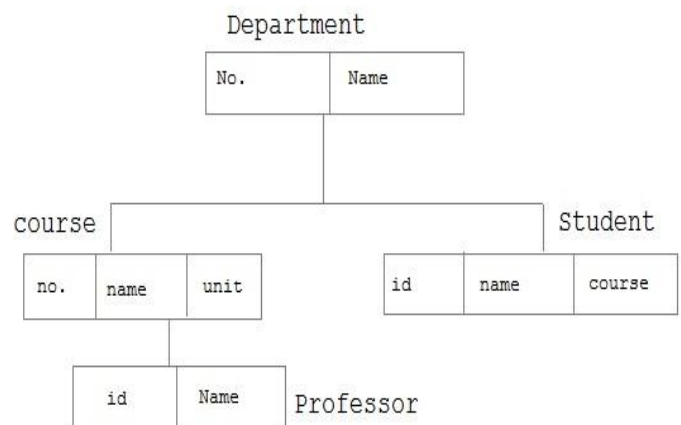 Department
No. Name
course
Student
no. name unit
id name course
id Name
Professor